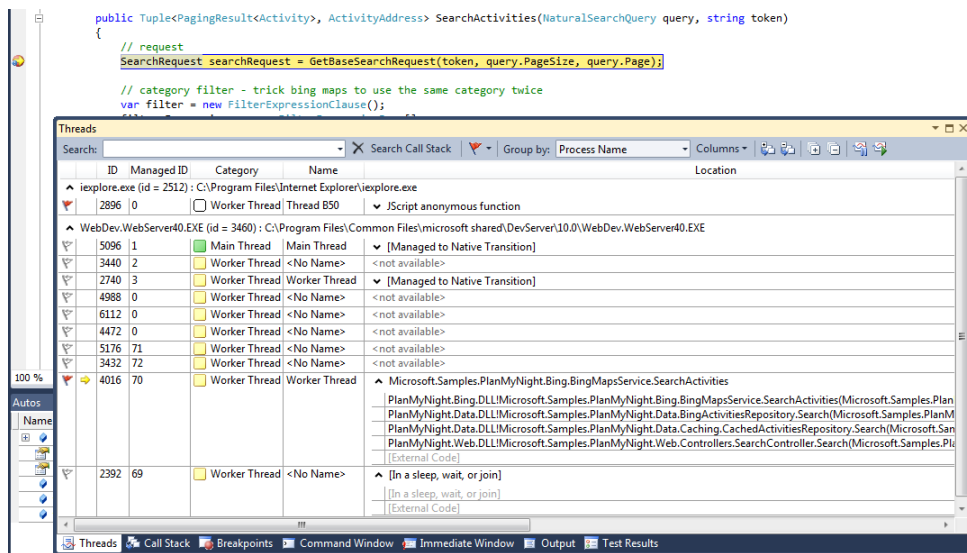 public Tuple<PagingResult<Activity>, ActivityAddress> SearchActivities(NaturalSearchQuery query, string token)
{
// request
SearchRequest searchRequest = GetBaseSearchRequest(token, query.PageSize, query.Page);
// category filter - trick bing maps to use the same category twice
var filter = new FilterExpressionClause();
Threads
Search: Search Call Stack Group by: Process Name Columns
ID Managed ID Category Name Location
iexplore.exe (id = 2512) : C:\Program Files\Internet Explorer\iexplore.exe
2896 0 Worker Thread Thread B50 JScript anonymous function
WebDev.WebServer40.EXE (id = 3460) : C:\Program Files\Common Files\microsoft shared\DevServer\10.0\WebDev.WebServer40.EXE
5096 1 Main Thread Main Thread [Managed to Native Transition]
3440 2 Worker Thread <No Name> <not available>
2740 3 Worker Thread Worker Thread [Managed to Native Transition]
4988 0 Worker Thread <No Name> <not available>
6112 0 Worker Thread <No Name> <not available>
4472 0 Worker Thread <No Name> <not available>
5176 71 Worker Thread <No Name> <not available>
3432 72 Worker Thread <No Name> <not available>
100 %
4016 70 Worker Thread Worker Thread Microsoft.Samples.PlanMyNight.Bing.BingMapsService.SearchActivities
PlanMyNight.Bing.DLL!Microsoft.Samples.PlanMyNight.Bing.BingMapsService.SearchActivities(Microsoft.Samples.Plan
Autos
PlanMyNight.Data.DLL!Microsoft.Samples.PlanMyNight.Data.BingActivitiesRepository.Search(Microsoft.Samples.PlanM
Name
PlanMyNight.Data.DLL!Microsoft.Samples.PlanMyNight.Data.Caching.CachedActivitiesRepository.Search(Microsoft.San
PlanMyNight.Web.DLL!Microsoft.Samples.PlanMyNight.Web.Controllers.SearchController.Search(Microsoft.Samples.Pla
[External Code]
2392 69 Worker Thread <No Name> [In a sleep, wait, or join]
[In a sleep, wait, or join]
[External Code]
Threads Call Stack Breakpoints Command Window Immediate Window Output Test Results